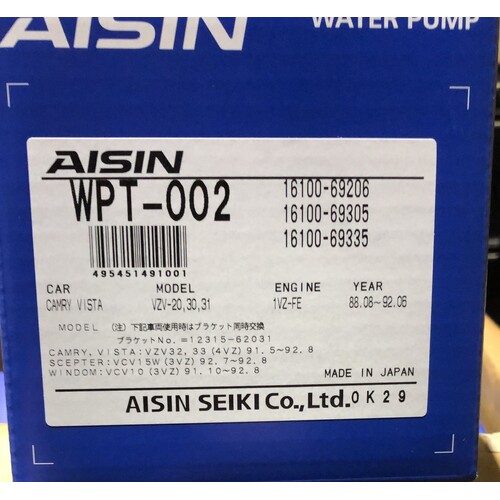 AISIN
WATER PUMP
AISIN
WPT-002
16100-69206
16100-69305
16100-69335
495451491001
CAR MODEL ENGINE YEAR
CAMRY VISTA VZV-20,30,31 1VZ-FE 88.08~92.06
MODEL (注)下記車両使用時はブラケット同時交換
ブラケットNo.=12315-62031
CAMRY, VISTA:VZV32, 33 (4VZ) 91.5~92.8
SCEPTER:VCV15W (3VZ) 92.7~92.8
WINDOM:VCV10 (3VZ) 91.10~92.8
MADE IN JAPAN
AISIN SEIKI Co.,Ltd. OK29